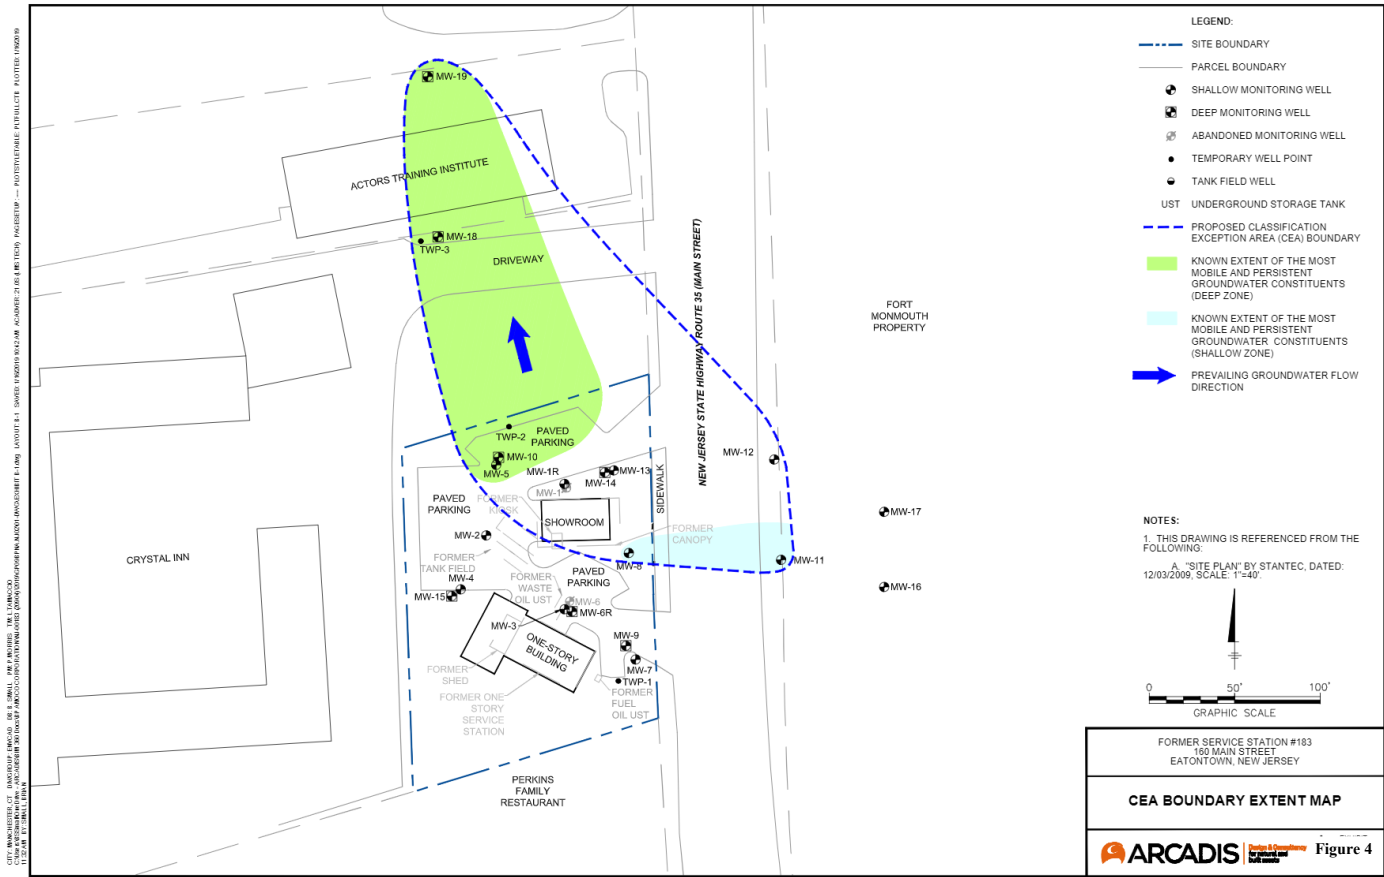 MW-19
ACTORS TRAINING INSTITUTE
MW-18
TWP-3
DRIVEWAY
NEW JERSEY STATE HIGHWAY ROUTE 35 (MAIN STREET)
FORT
MONMOUTH
PROPERTY
TWP-2
PAVED
PARKING
MW-10
MW-5
MW-1R
MW-1
MW-13
MW-14
MW-12
SIDEWALK
PAVED
PARKING
FORMER
KIOSK
SHOWROOM
FORMER
CANOPY
MW-17
MW-2
CRYSTAL INN
FORMER
TANK FIELD
MW-8
MW-11
PAVED
PARKING
FORMER
WASTE
OIL UST
MW-4
MW-15
MW-16
MW-6
MW-6R
MW-3
ONE-STORY
BUILDING
MW-9
MW-7
TWP-1
FORMER
SHED
FORMER ONE
STORY
SERVICE
STATION
FORMER
FUEL
OIL UST
PERKINS
FAMILY
RESTAURANT
LEGEND:
SITE BOUNDARY
PARCEL BOUNDARY
SHALLOW MONITORING WELL
DEEP MONITORING WELL
ABANDONED MONITORING WELL
TEMPORARY WELL POINT
TANK FIELD WELL
UST UNDERGROUND STORAGE TANK
PROPOSED CLASSIFICATION
EXCEPTION AREA (CEA) BOUNDARY
KNOWN EXTENT OF THE MOST
MOBILE AND PERSISTENT
GROUNDWATER CONSTITUENTS
(DEEP ZONE)
KNOWN EXTENT OF THE MOST
MOBILE AND PERSISTENT
GROUNDWATER CONSTITUENTS
(SHALLOW ZONE)
PREVAILING GROUNDWATER FLOW
DIRECTION
NOTES:
1. THIS DRAWING IS REFERENCED FROM THE
FOLLOWING:
A. "SITE PLAN" BY STANTEC, DATED:
12/03/2009, SCALE: 1"=40'.
0 50' 100'
GRAPHIC SCALE
FORMER SERVICE STATION #183
160 MAIN STREET
EATONTOWN, NEW JERSEY
CEA BOUNDARY EXTENT MAP
ARCADIS
Design & Consultancy
for natural and
built assets
Figure 4